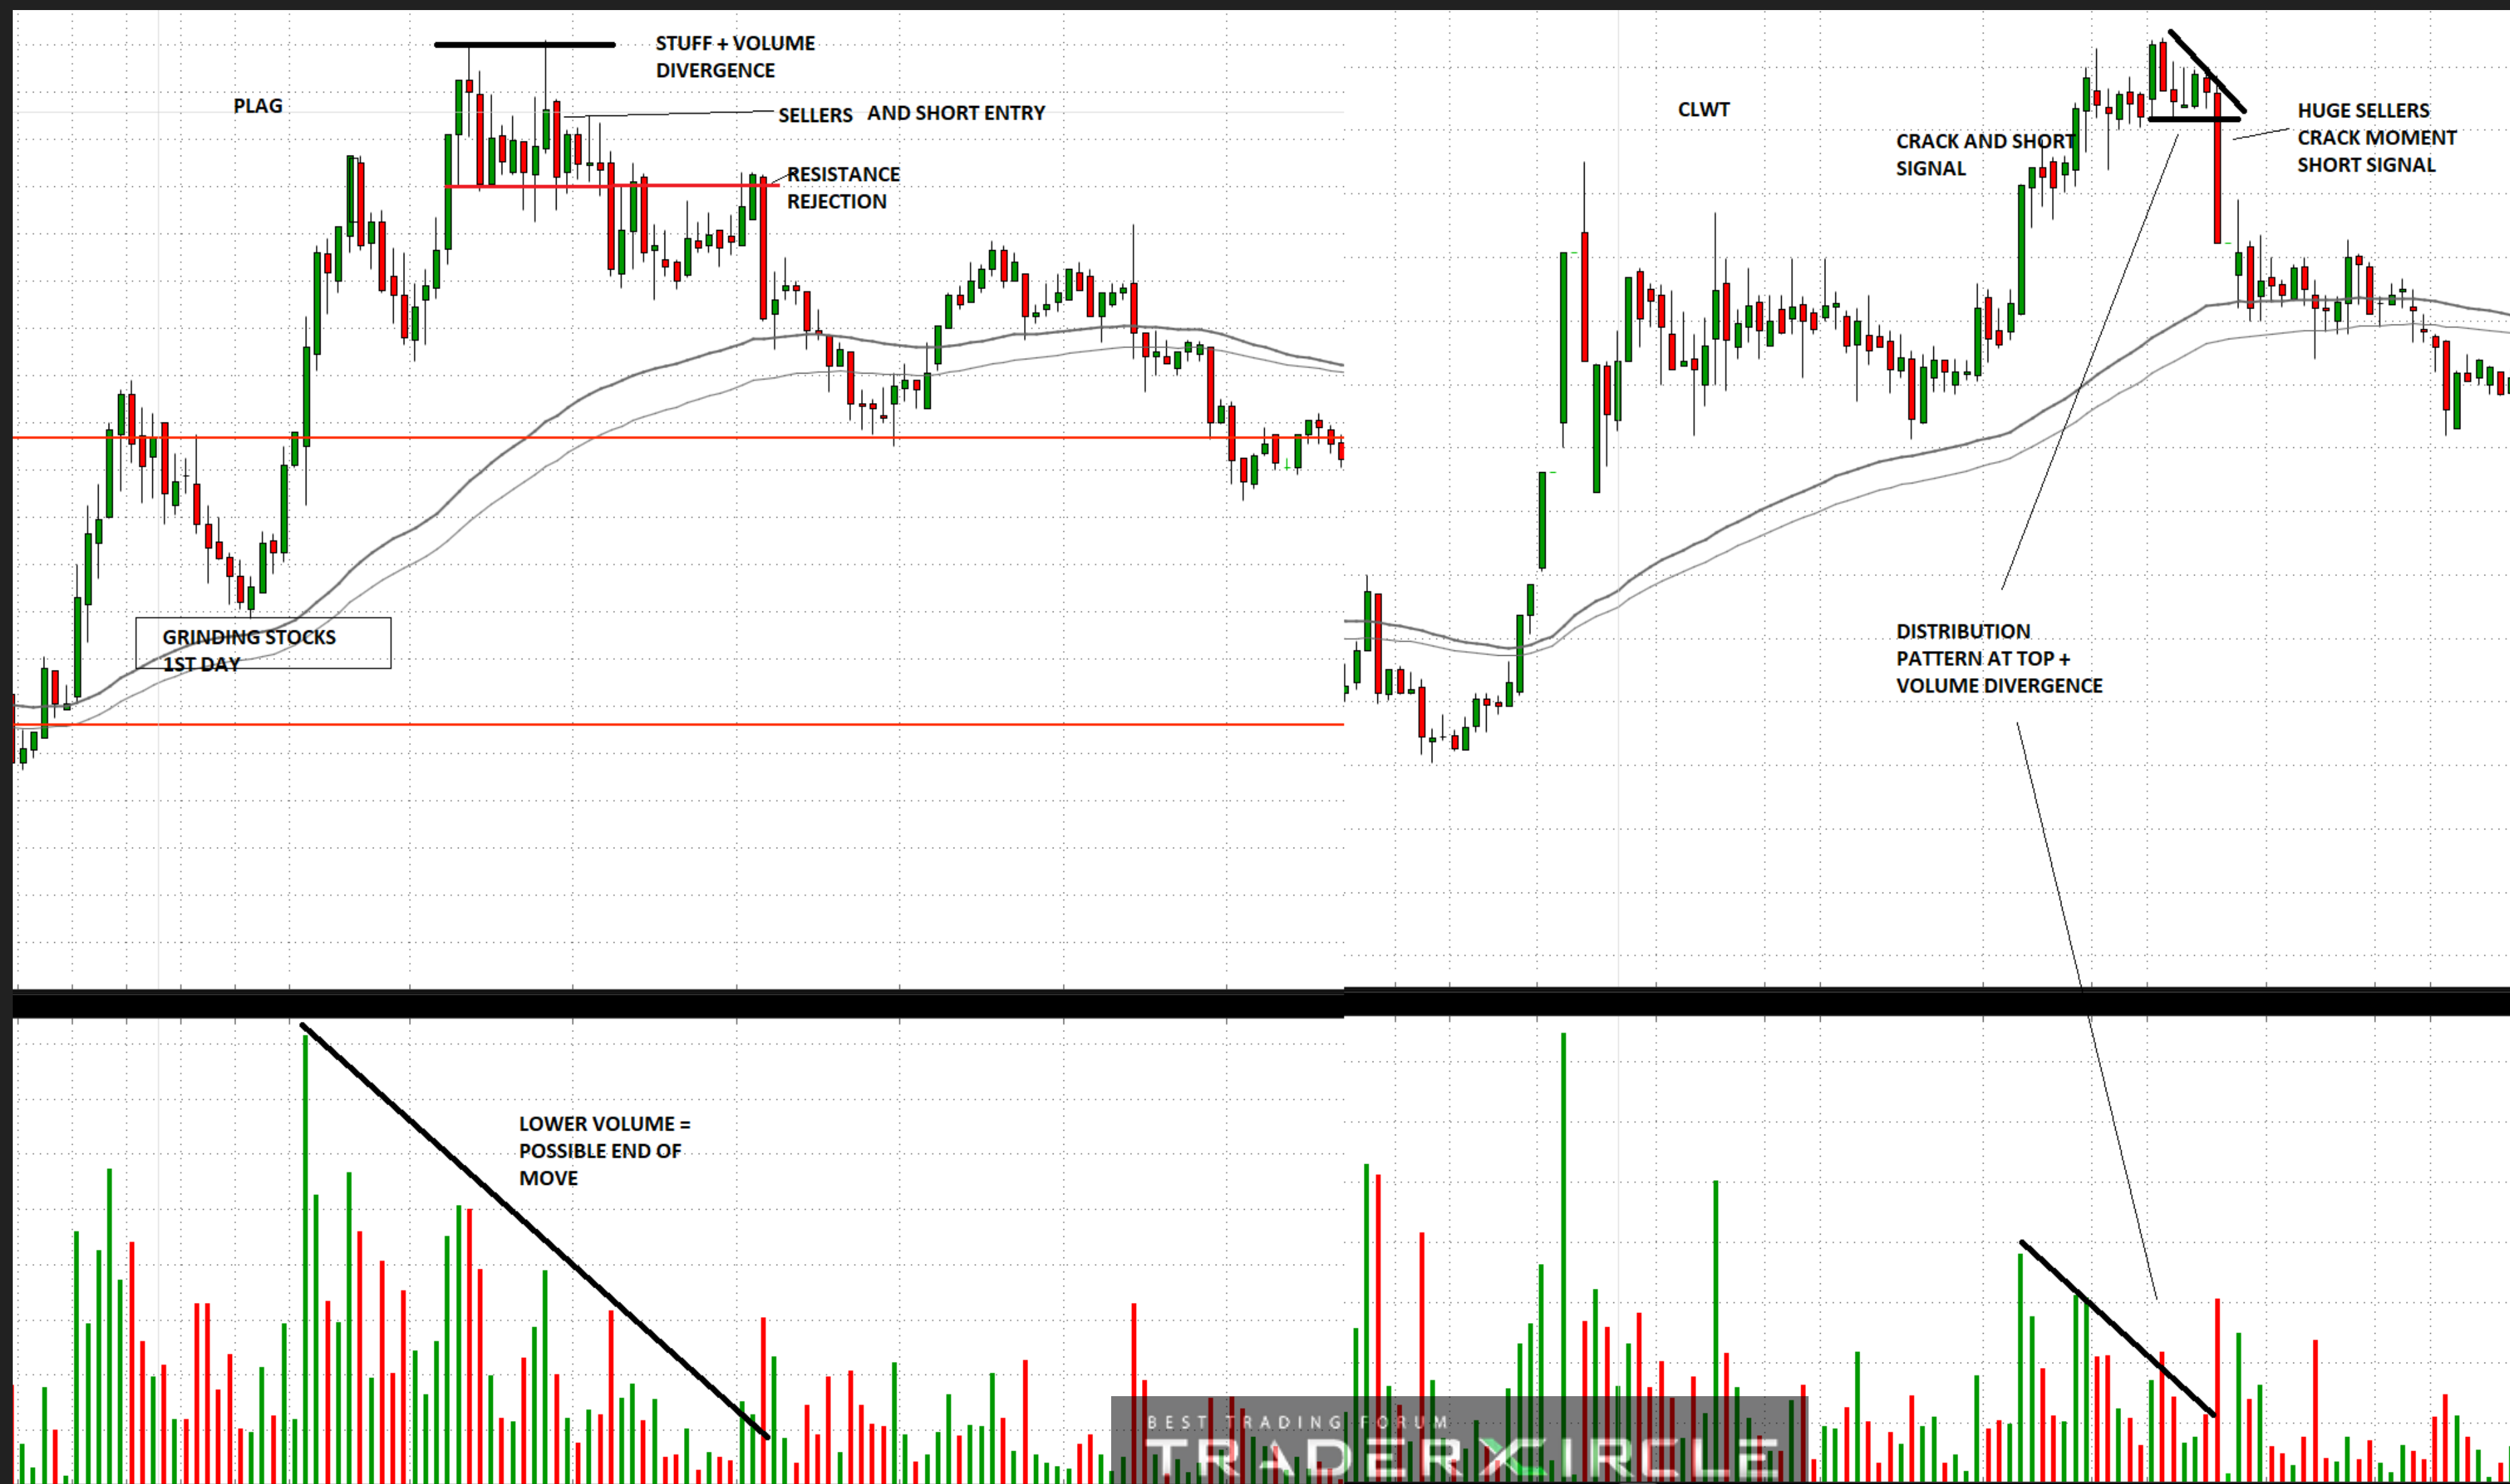 STUFF + VOLUME
DIVERGENCE
PLAG
SELLERS AND SHORT ENTRY
RESISTANCE
REJECTION
GRINDING STOCKS
1ST DAY
LOWER VOLUME =
POSSIBLE END OF
MOVE
CLWT
CRACK AND SHORT
SIGNAL
HUGE SELLERS
CRACK MOMENT
SHORT SIGNAL
DISTRIBUTION
PATTERN AT TOP +
VOLUME DIVERGENCE
BEST TRADING FORUM
TRADERXCIRCLE